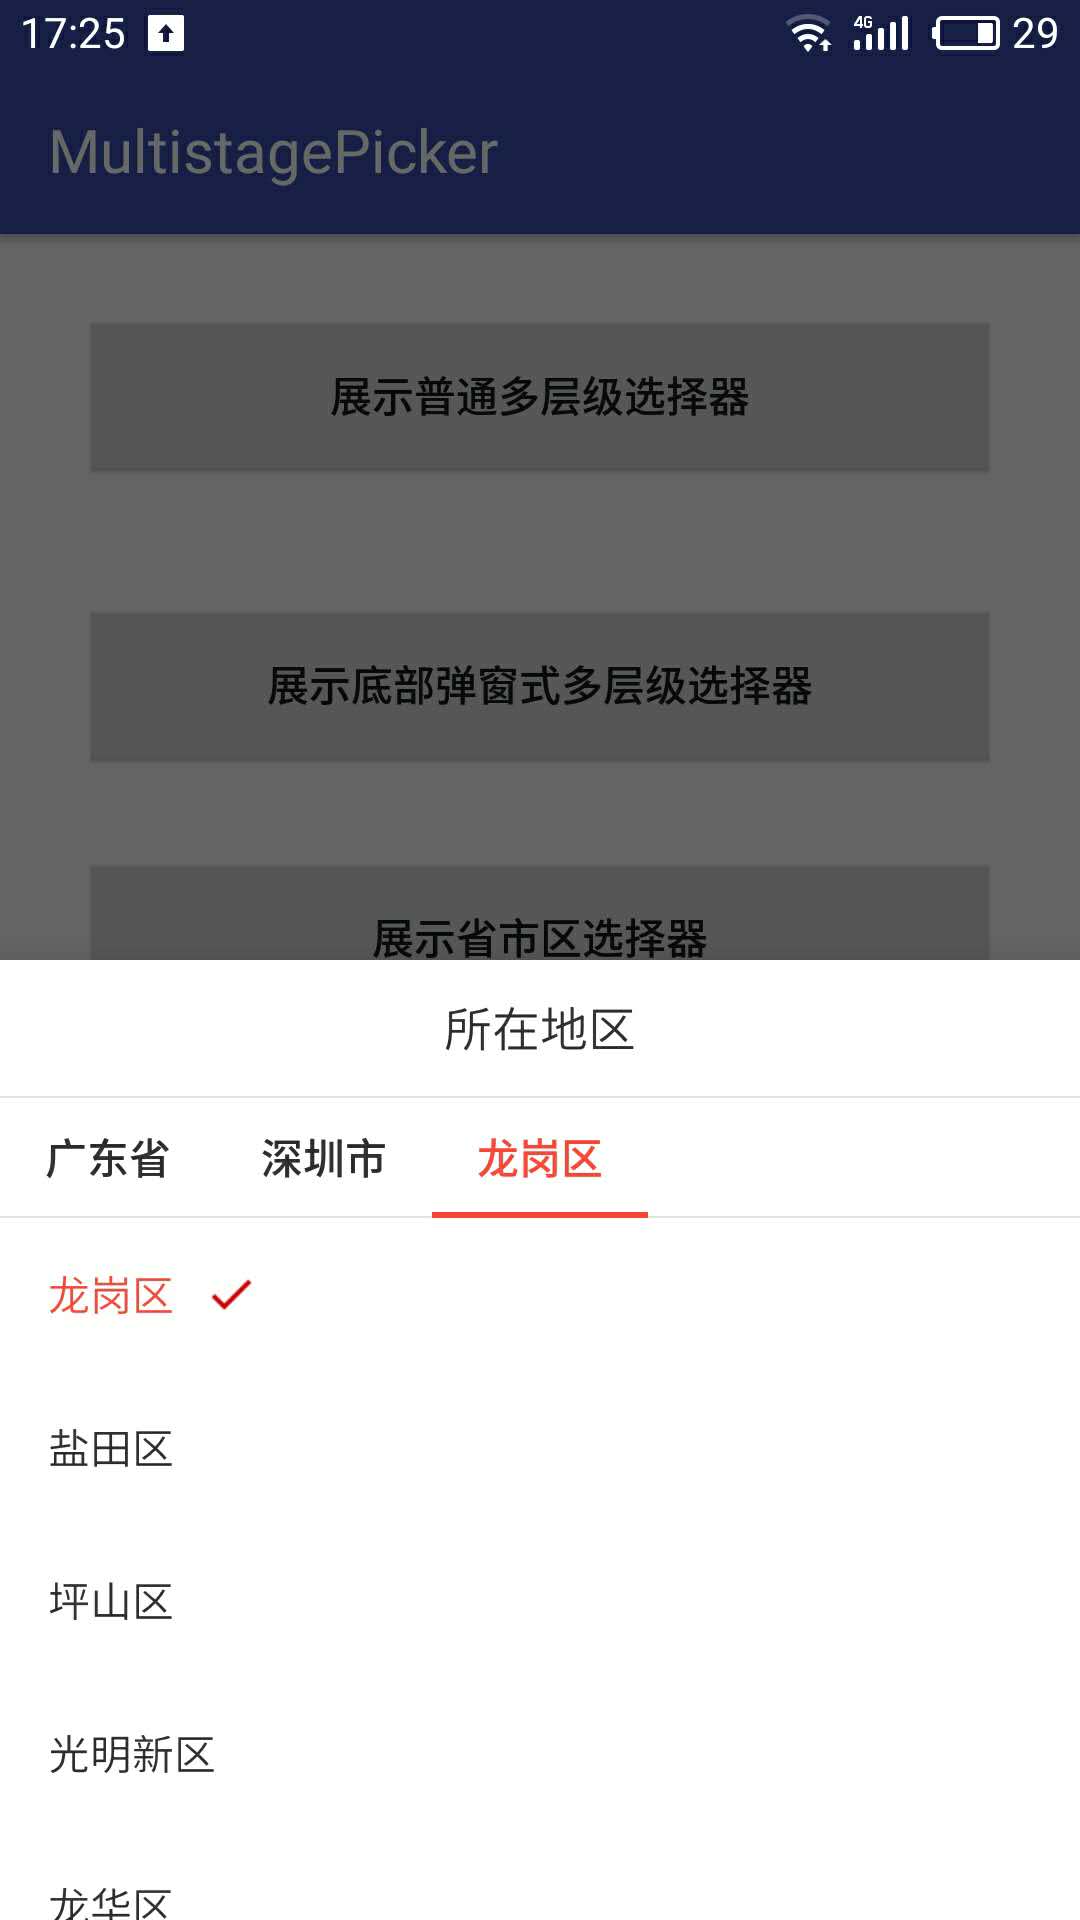 17:25 4G 29
MultistagePicker
展示普通多层级选择器
展示底部弹窗式多层级选择器
展示省市区选择器
所在地区
广东省 深圳市 龙岗区
龙岗区
盐田区
坪山区
光明新区
龙华区